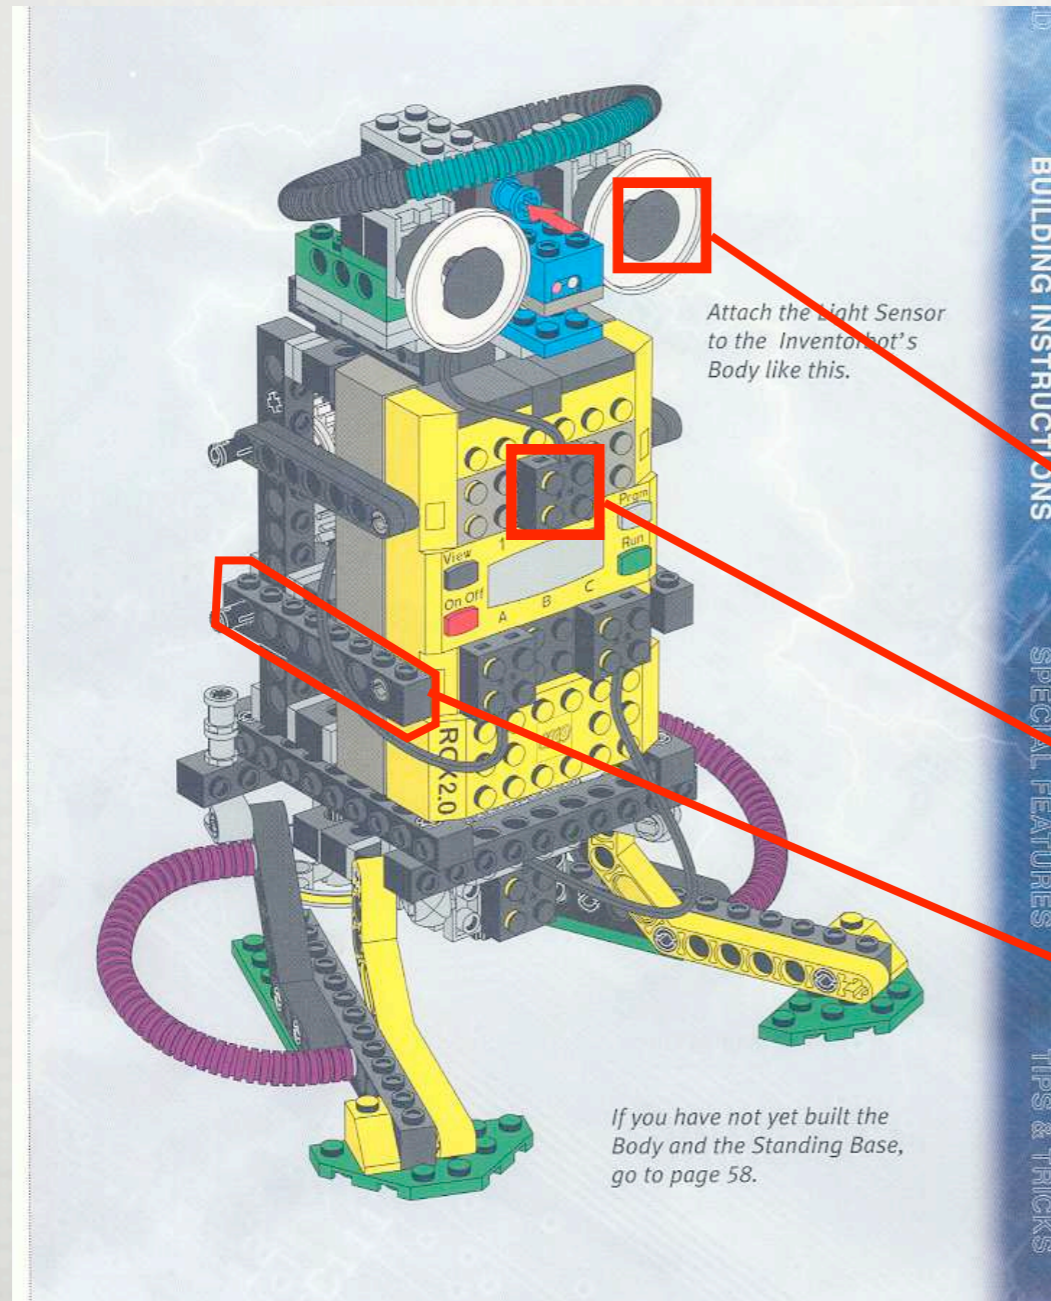 Attach the Light Sensor
to the Inventorbot's
Body like this.
Prgm
1
View
Run
On Off
A B C
RCX2.0
If you have not yet built the
Body and the Standing Base,
go to page 58.
BUILDING INSTRUCTIONS
SPECIAL FEATURES
TIPS & TRICKS